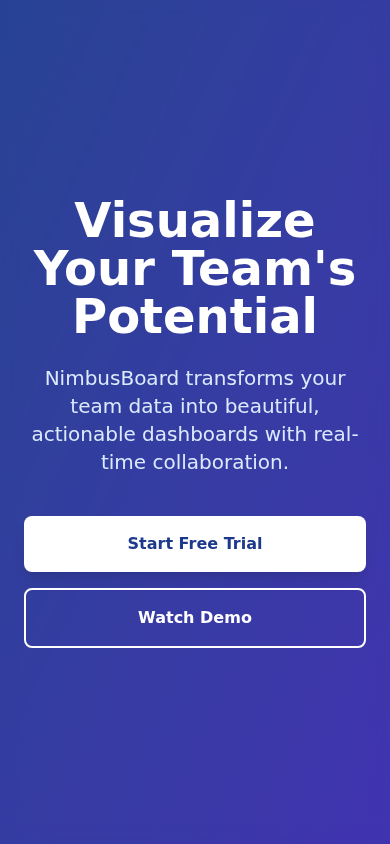 Visualize
Your Team's
Potential
NimbusBoard transforms your
team data into beautiful,
actionable dashboards with real-
time collaboration.
Start Free Trial
Watch Demo